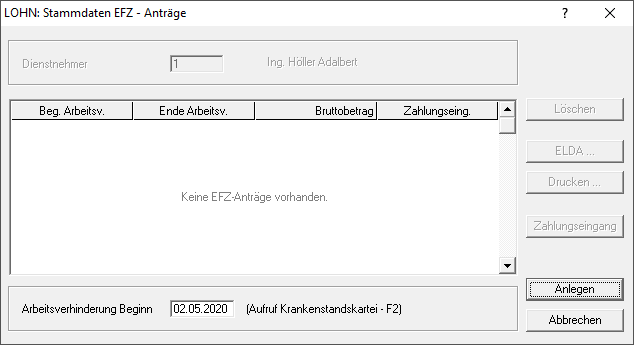 LOHN: Stammdaten EFZ - Anträge
Dienstnehmer 1 Ing. Höller Adalbert
Beg. Arbeitsv. Ende Arbeitsv. Bruttobetrag Zahlungseing.
Keine EFZ-Anträge vorhanden.
Löschen
ELDA ...
Drucken ...
Zahlungseingang
Anlegen
Arbeitsverhinderung Beginn 02.05.2020 (Aufruf Krankenstandskartei - F2)
Abbrechen